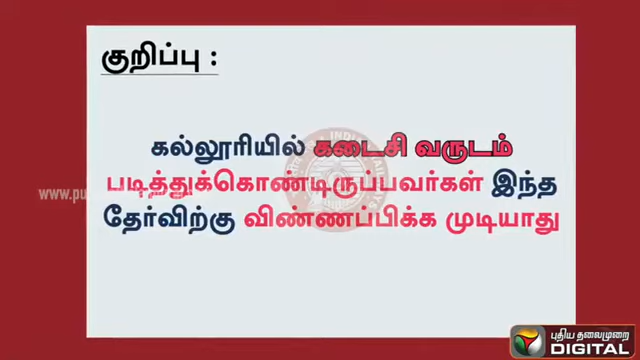 குறிப்பு :
கல்லூரியில் கடைசி வருடம்
படித்துக்கொண்டிருப்பவர்கள் இந்த
தேர்விற்கு விண்ணப்பிக்க முடியாது
புதிய தலைமுறை
DIGITAL